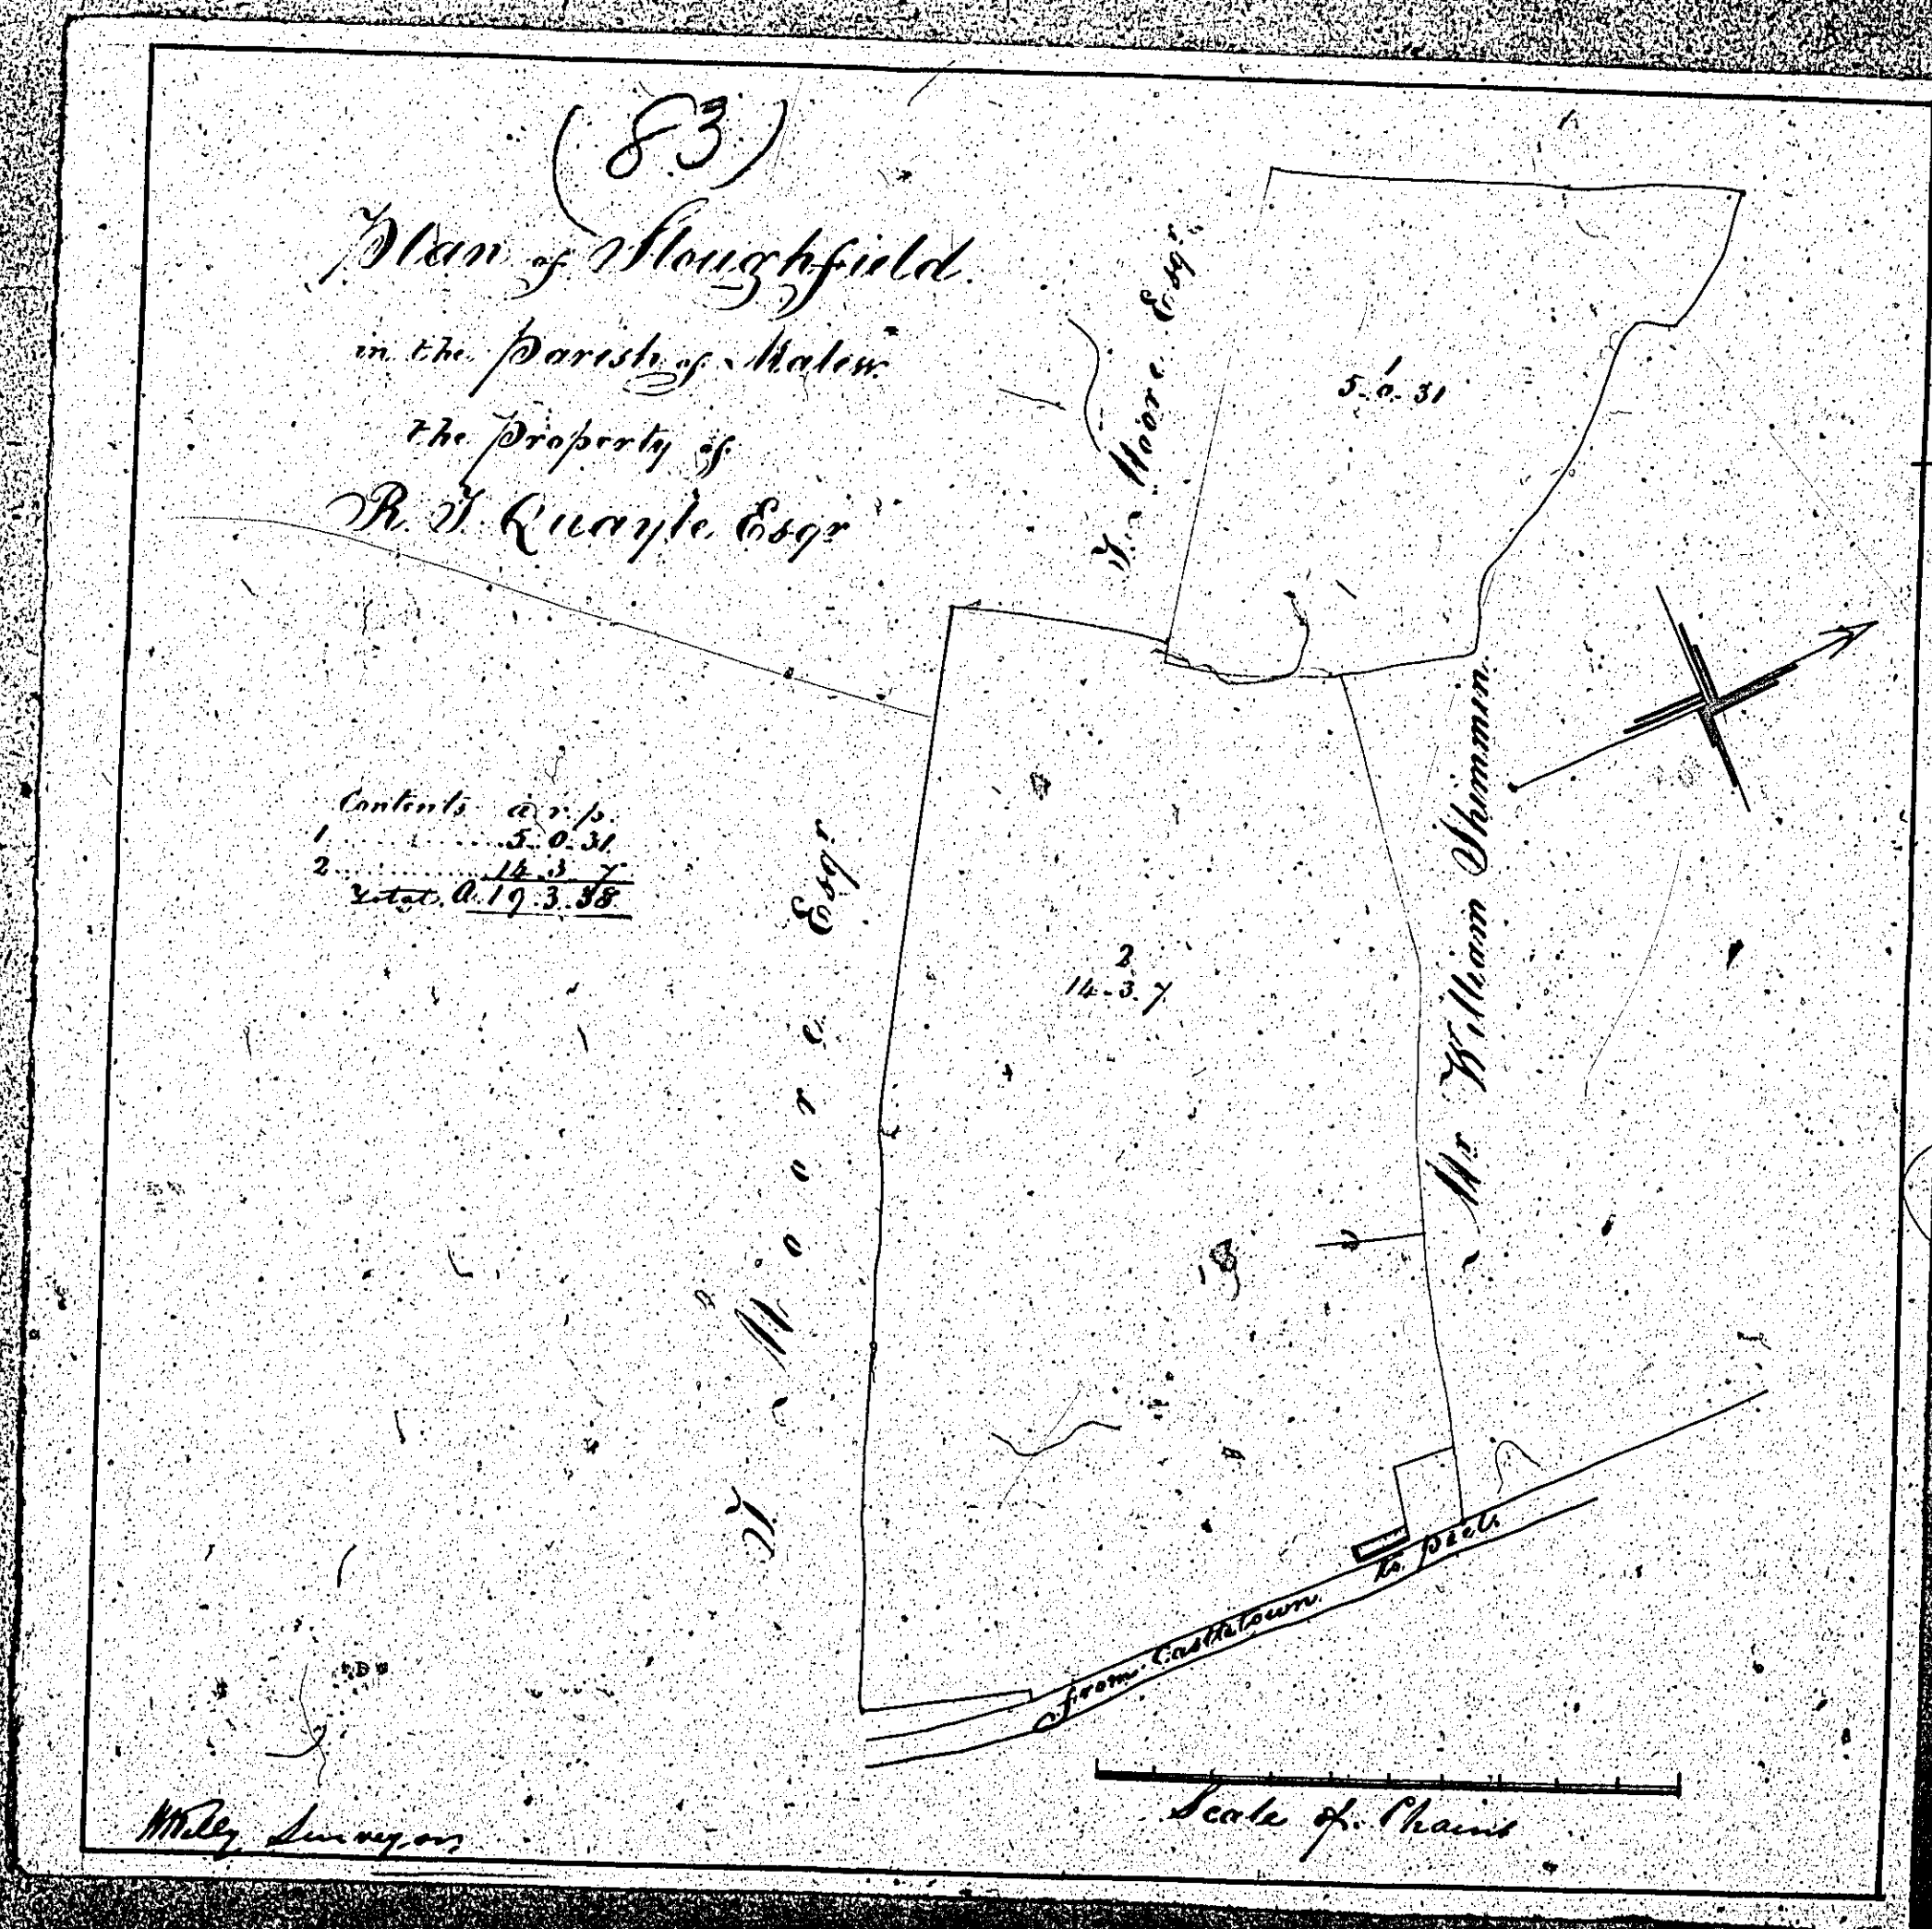 (83)
Plan of Sloughfield
in the Parish of Malew
the Property of
R. J. Quayle Esqr
J. Moore Esqr
1
5. 0. 31
Contents a. r. p.
1 ........... 5. 0. 31
2 ........... 14. 3. 7
Total A. 19. 3. 38
J. Moore Esqr
2
14. 3. 7
Mr William Shimmin
From Castletown to Peel
Scale of Chains
Surveyor